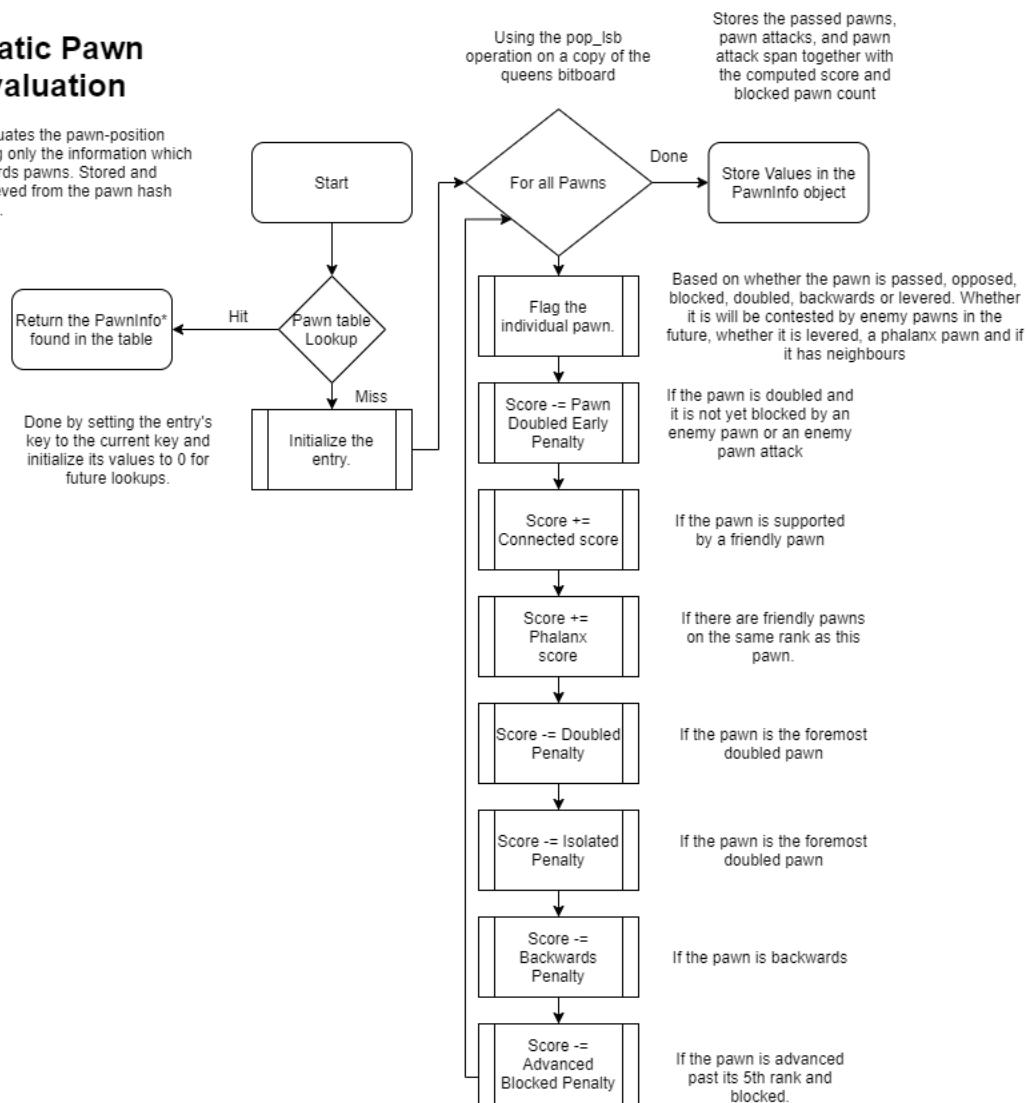 atic Pawn
valuation
uates the pawn-position
g only the information which
rds pawns. Stored and
eved from the pawn hash
.
Start
Pawn table
Lookup
Hit
Return the PawnInfo*
found in the table
Miss
Initialize the
entry.
Done by setting the entry's
key to the current key and
initialize its values to 0 for
future lookups.
Using the pop_lsb
operation on a copy of the
queens bitboard
For all Pawns
Done
Stores the passed pawns,
pawn attacks, and pawn
attack span together with
the computed score and
blocked pawn count
Store Values in the
PawnInfo object
Flag the
individual pawn.
Based on whether the pawn is passed, opposed,
blocked, doubled, backwards or levered. Whether
it is will be contested by enemy pawns in the
future, whether it is levered, a phalanx pawn and if
it has neighbours
Score -= Pawn
Doubled Early
Penalty
If the pawn is doubled and
it is not yet blocked by an
enemy pawn or an enemy
pawn attack
Score +=
Connected score
If the pawn is supported
by a friendly pawn
Score +=
Phalanx
score
If there are friendly pawns
on the same rank as this
pawn.
Score -= Doubled
Penalty
If the pawn is the foremost
doubled pawn
Score -= Isolated
Penalty
If the pawn is the foremost
doubled pawn
Score -=
Backwards
Penalty
If the pawn is backwards
Score -=
Advanced
Blocked Penalty
If the pawn is advanced
past its 5th rank and
blocked.